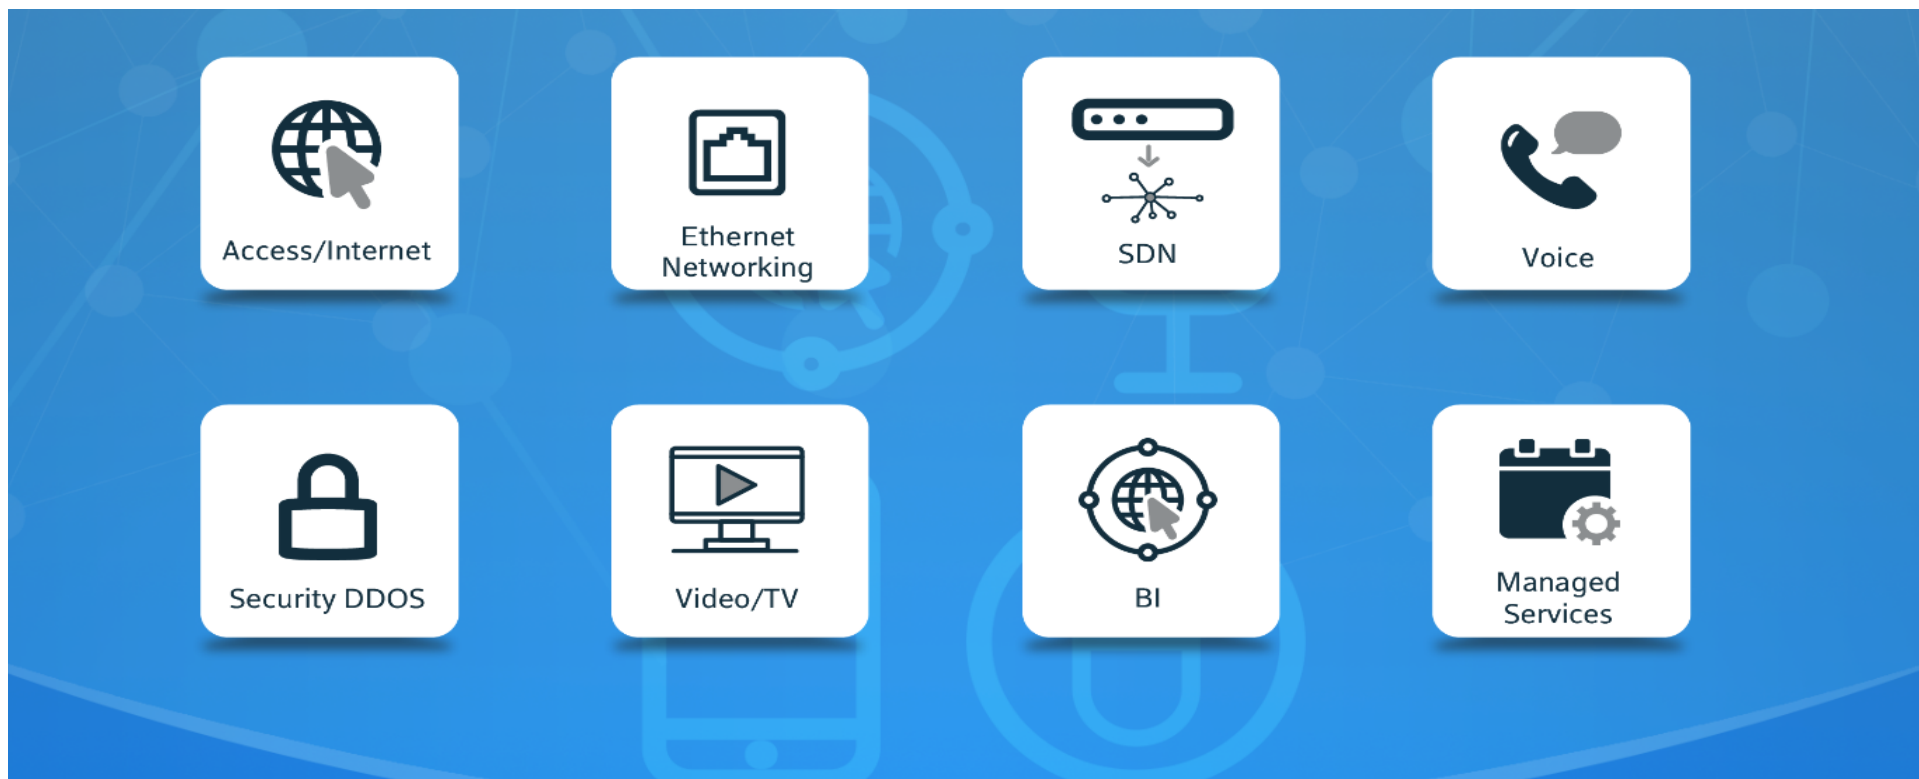 Access/Internet
Ethernet
Networking
SDN
Voice
Security DDOS
Video/TV
BI
Managed
Services